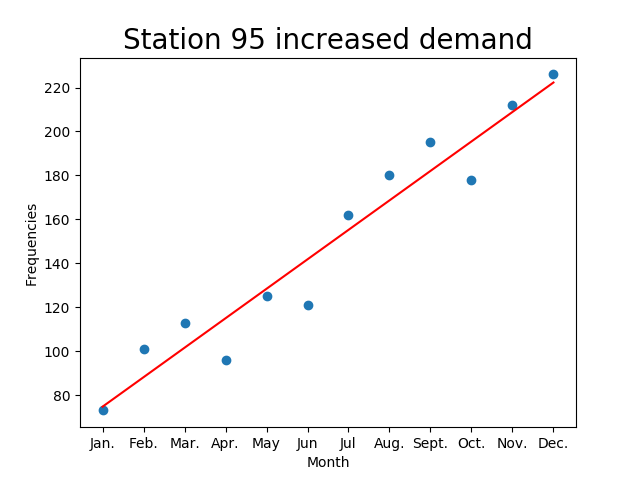 Station 95 increased demand
Frequencies
220
200
180
160
140
120
100
80
Jan. Feb. Mar. Apr. May Jun Jul Aug. Sept. Oct. Nov. Dec.
Month